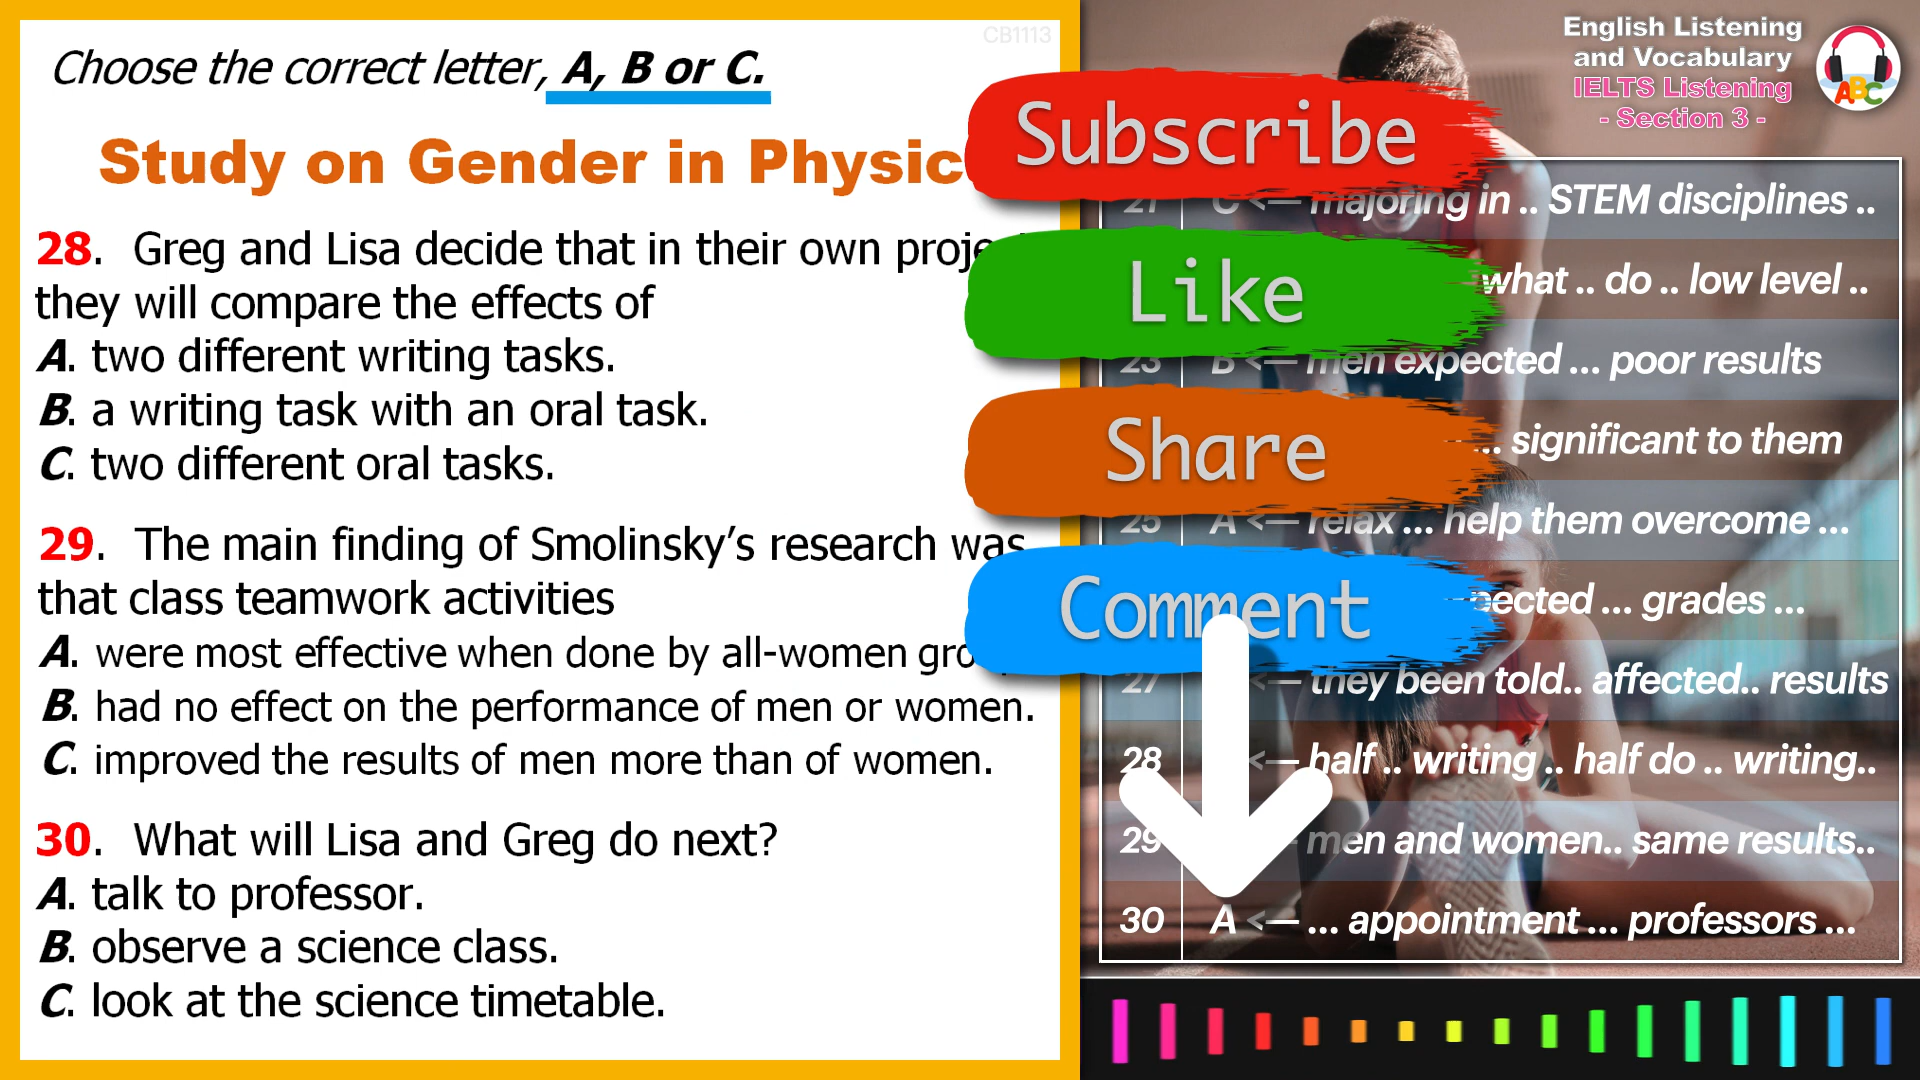 CB1113
Choose the correct letter, A, B or C.
Study on Gender in Physic
28. Greg and Lisa decide that in their own
they will compare the effects of
A. two different writing tasks.
B. a writing task with an oral task.
C. two different oral tasks.
29. The main finding of Smolinsky's research was
that class teamwork activities
A. were most effective when done by all-women
B. had no effect on the performance of men or women.
C. improved the results of men more than of women.
30. What will Lisa and Greg do next?
A. talk to professor.
B. observe a science class.
C. look at the science timetable.
Subscribe
Like
Share
Comment
English Listening
and Vocabulary
IELTS Listening
- Section 3 -
ABC
21 C <— majoring in .. STEM disciplines ..
what .. do .. low level ..
23 B <— men expected ... poor results
... significant to them
25 A <— relax ... help them overcome ...
... grades ...
27 <— they been told.. affected.. results
28 <— half .. writing .. half do .. writing..
29 men and women.. same results..
30 A <— ... appointment ... professors ...